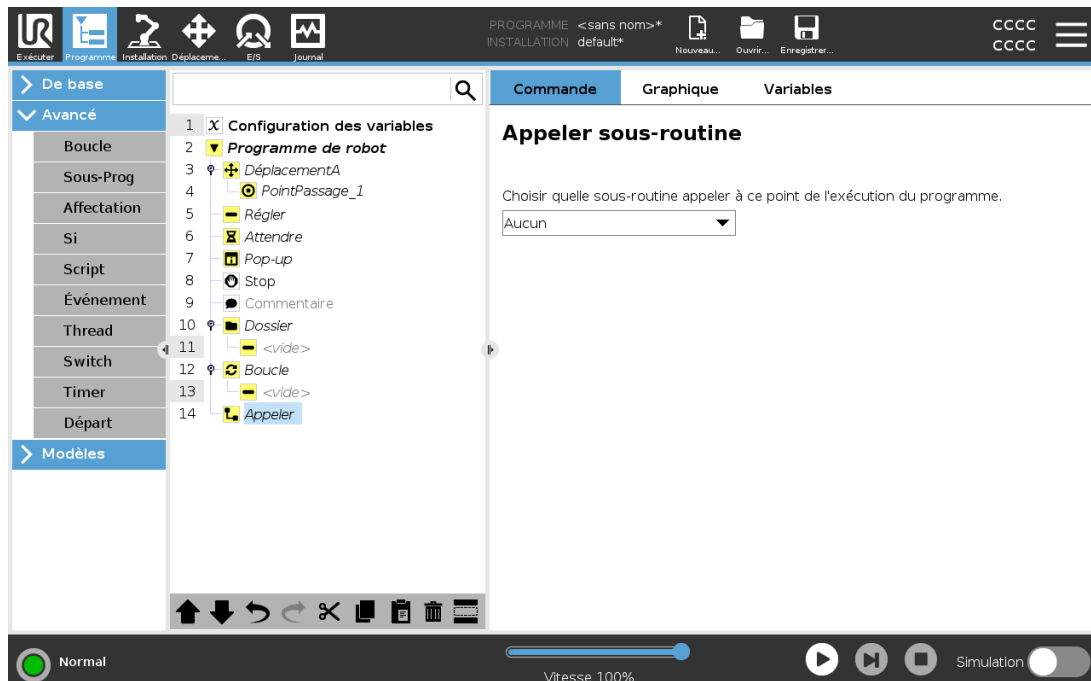 PROGRAMME <sans nom>*
INSTALLATION default*
Exécuter
Programme
Installation
Déplaceme...
E/S
Journal
Nouveau...
Ouvrir...
Enregistrer...
CCCC
CCCC
De base
Avancé
Boucle
Sous-Prog
Affectation
Si
Script
Événement
Thread
Switch
Timer
Départ
Modèles
1 X Configuration des variables
2 Programme de robot
3 DéplacementA
4 PointPassage_1
5 Régler
6 Attendre
7 Pop-up
8 Stop
9 Commentaire
10 Dossier
11 <vide>
12 Boucle
13 <vide>
14 Appeler
Commande Graphique Variables
Appeler sous-routine
Choisir quelle sous-routine appeler à ce point de l'exécution du programme.
Aucun
Normal
Vitesse 100%
Simulation